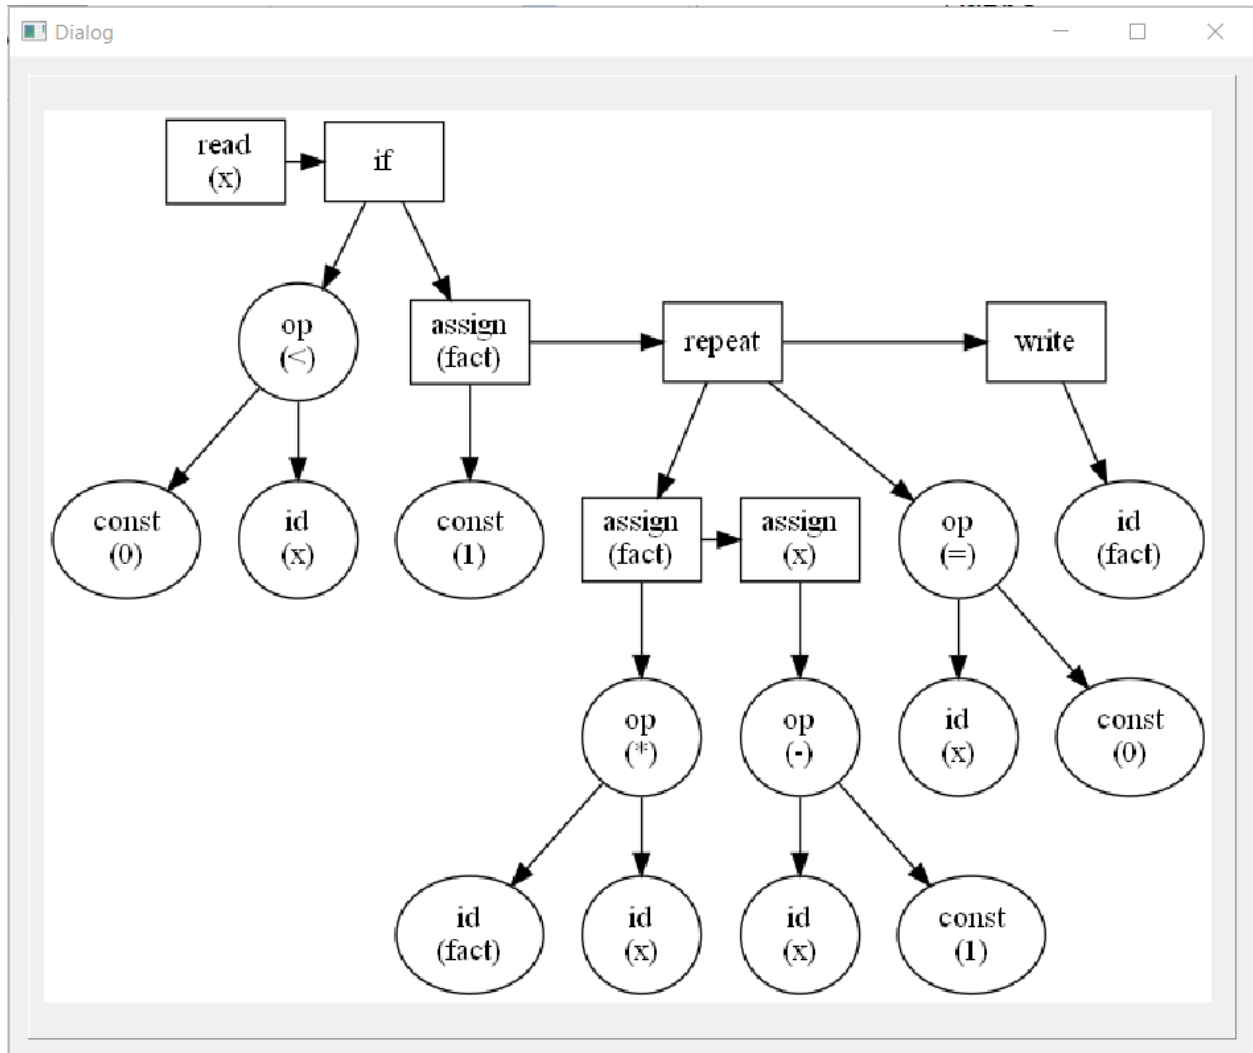 Dialog
read
(x)
if
op
(<)
assign
(fact)
repeat
write
const
(0)
id
(x)
const
(1)
assign
(fact)
assign
(x)
op
(=)
id
(fact)
op
(*)
op
(-)
id
(x)
const
(0)
id
(fact)
id
(x)
id
(x)
const
(1)